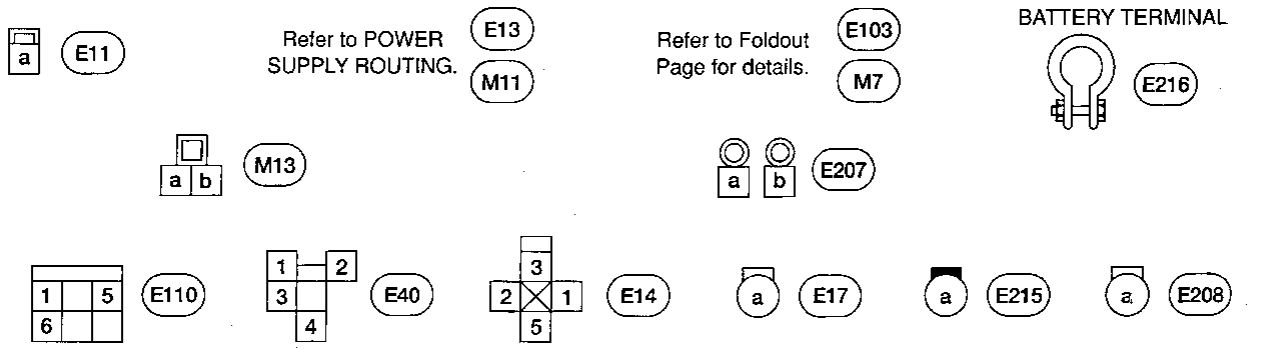 a E11
Refer to POWER
SUPPLY ROUTING.
E13
M11
Refer to Foldout
Page for details.
E103
M7
BATTERY TERMINAL
E216
a b M13
a b E207
1 5
6
E110
1 2
3
4
E40
3
2 1
5
E14
a E17
a E215
a E208